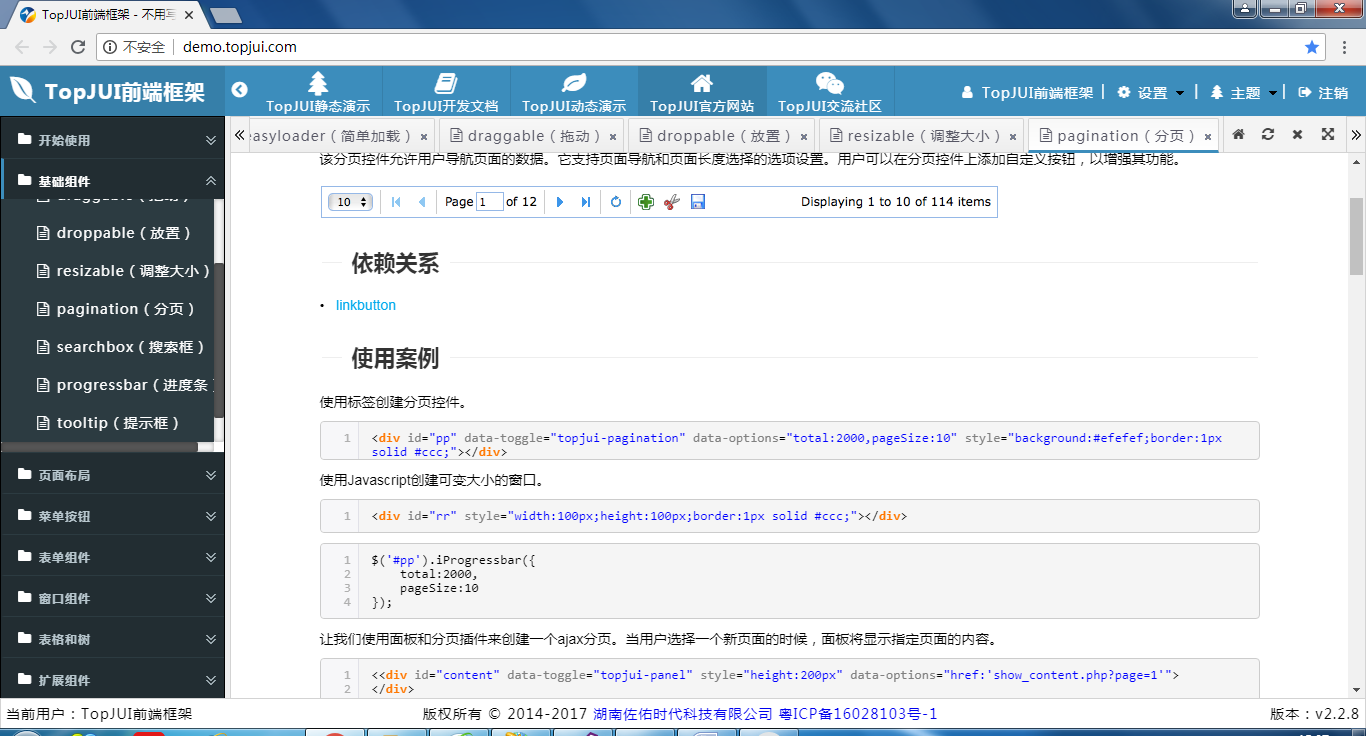 TopJUI前端框架 - 不用写
不安全 demo.topjui.com
TopJUI前端框架
TopJUI静态演示 TopJUI开发文档 TopJUI动态演示 TopJUI官方网站 TopJUI交流社区
TopJUI前端框架 设置 主题 注销
开始使用
基础组件
draggable（拖动）
droppable（放置）
resizable（调整大小）
pagination（分页）
searchbox（搜索框）
progressbar（进度条
tooltip（提示框）
页面布局
菜单按钮
表单组件
窗口组件
表格和树
扩展组件
asyloader（简单加载） × draggable（拖动） × droppable（放置） × resizable（调整大小） × pagination（分页） ×
该分页控件允许用户导航页面的数据。它支持页面导航和页面长度选择的选项设置。用户可以在分页控件上添加自定义按钮，以增强其功能。
10 Page 1 of 12 Displaying 1 to 10 of 114 items
依赖关系
• linkbutton
使用案例
使用标签创建分页控件。
1 <div id="pp" data-toggle="topjui-pagination" data-options="total:2000,pageSize:10" style="background:#efefef;border:1px
solid #ccc;"></div>
使用Javascript创建可变大小的窗口。
1 <div id="rr" style="width:100px;height:100px;border:1px solid #ccc;"></div>
1 $('#pp').iProgressbar({
2 total:2000,
3 pageSize:10
4 });
让我们使用面板和分页插件来创建一个ajax分页。当用户选择一个新页面的时候，面板将显示指定页面的内容。
1 <<div id="content" data-toggle="topjui-panel" style="height:200px" data-options="href:'show_content.php?page=1'">
2 </div>
当前用户：TopJUI前端框架
版权所有 © 2014-2017 湖南佐佑时代科技有限公司 粤ICP备16028103号-1
版本：v2.2.8